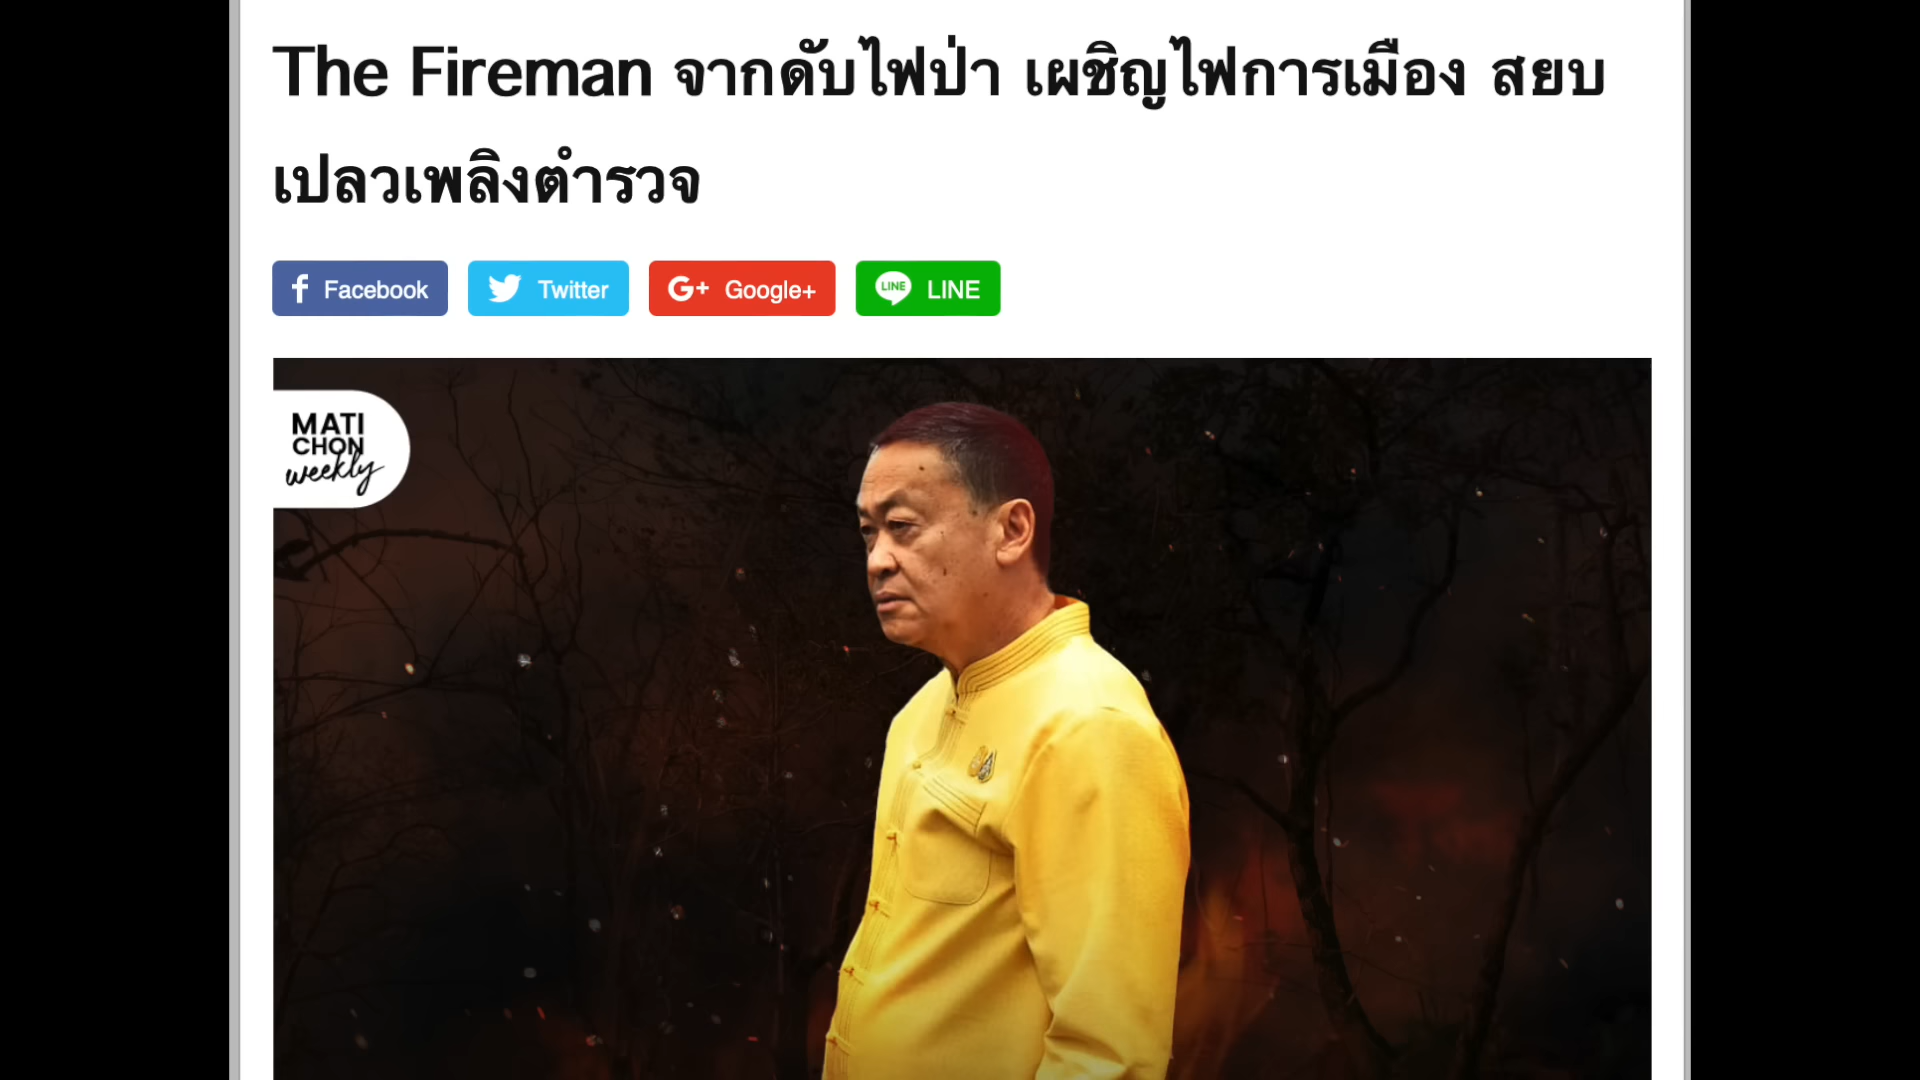 The Fireman จากดับไฟป่า เผชิญไฟการเมือง สยบ
เปลวเพลิงตำรวจ
Facebook
Twitter
G+ Google+
LINE LINE
MATI
CHON
weekly